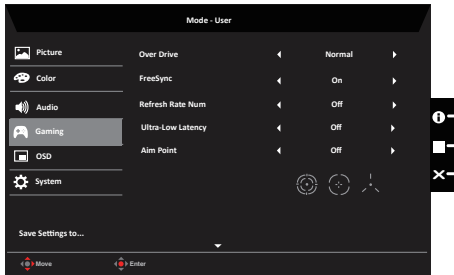 Mode - User
Picture
Over Drive Normal
Color
FreeSync On
Audio
Refresh Rate Num Off
Gaming
Ultra-Low Latency Off
OSD
Aim Point Off
System
Save Settings to...
Move Enter